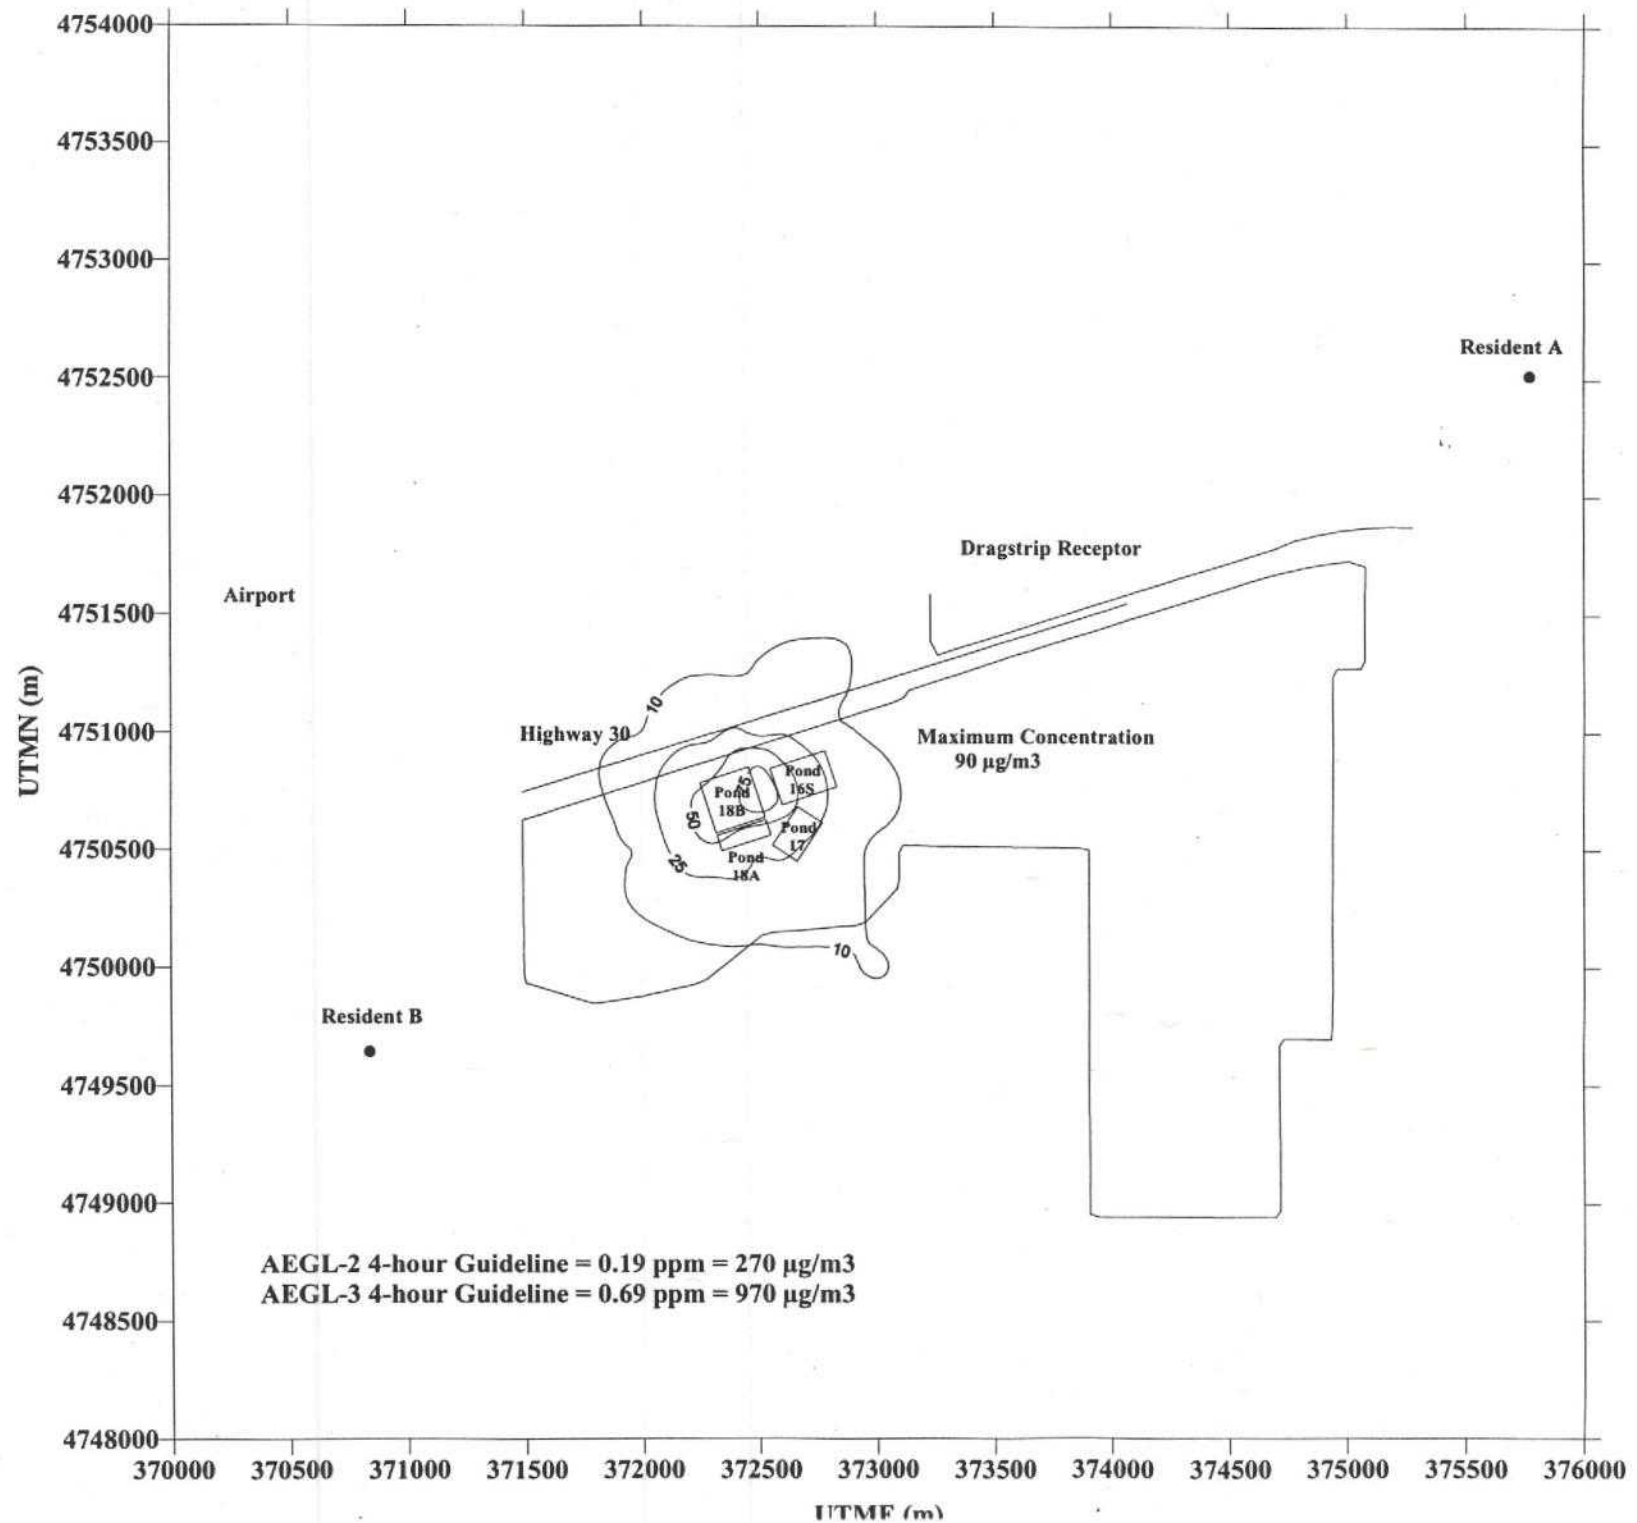 4754000
4753500
4753000
4752500
4752000
4751500
4751000
4750500
4750000
4749500
4749000
4748500
4748000
UTMN (m)
Resident A
Dragstrip Receptor
Airport
10
Highway 30
Maximum Concentration
90 µg/m3
Pond
16S
75
Pond
18B
50
Pond
17
25
Pond
18A
10
Resident B
AEGL-2 4-hour Guideline = 0.19 ppm = 270 µg/m3
AEGL-3 4-hour Guideline = 0.69 ppm = 970 µg/m3
370000 370500 371000 371500 372000 372500 373000 373500 374000 374500 375000 375500 376000
UTME (m)